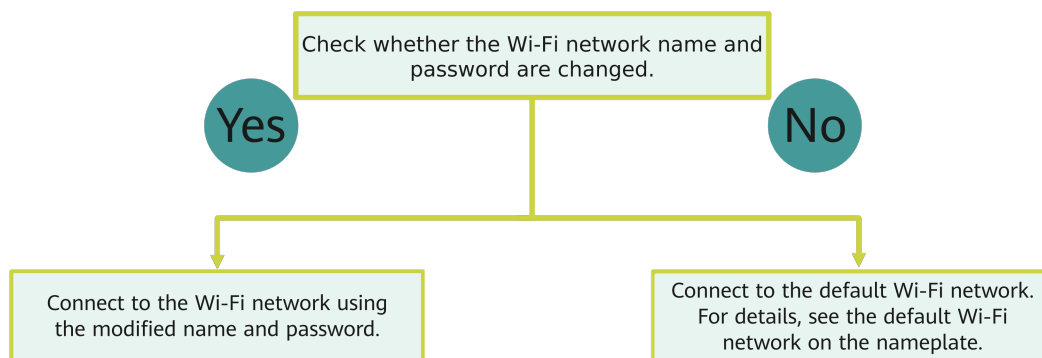 Check whether the Wi-Fi network name and
password are changed.
Yes
No
Connect to the Wi-Fi network using
the modified name and password.
Connect to the default Wi-Fi network.
For details, see the default Wi-Fi
network on the nameplate.